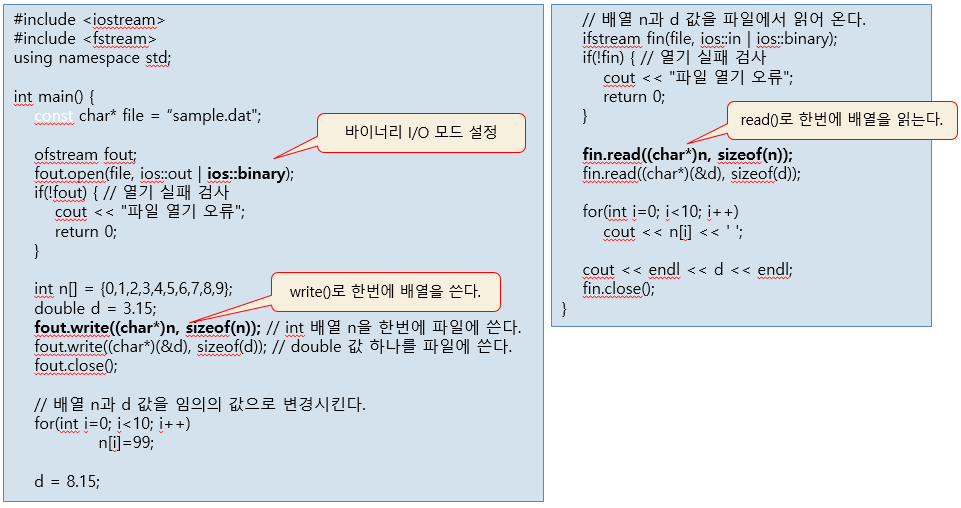 #include <iostream>
#include <fstream>
using namespace std;
int main() {
const char* file = “sample.dat";
바이너리 I/O 모드 설정
ofstream fout;
fout.open(file, ios::out | ios::binary);
if(!fout) { // 열기 실패 검사
cout << "파일 열기 오류";
return 0;
}
int n[] = {0,1,2,3,4,5,6,7,8,9};
double d = 3.15;
write()로 한번에 배열을 쓴다.
fout.write((char*)n, sizeof(n)); // int 배열 n을 한번에 파일에 쓴다.
fout.write((char*)(&d), sizeof(d)); // double 값 하나를 파일에 쓴다.
fout.close();
// 배열 n과 d 값을 임의의 값으로 변경시킨다.
for(int i=0; i<10; i++)
n[i]=99;
d = 8.15;
// 배열 n과 d 값을 파일에서 읽어 온다.
ifstream fin(file, ios::in | ios::binary);
if(!fin) { // 열기 실패 검사
cout << "파일 열기 오류";
return 0;
}
read()로 한번에 배열을 읽는다.
fin.read((char*)n, sizeof(n));
fin.read((char*)(&d), sizeof(d));
for(int i=0; i<10; i++)
cout << n[i] << ' ';
cout << endl << d << endl;
fin.close();
}